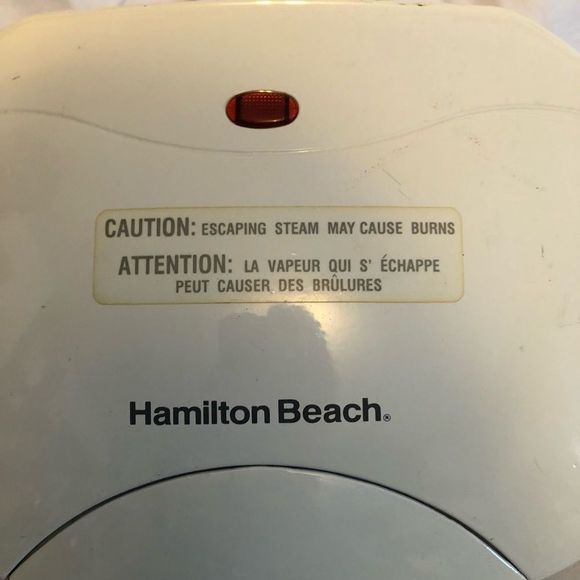 CAUTION: ESCAPING STEAM MAY CAUSE BURNS
ATTENTION: LA VAPEUR QUI S' ÉCHAPPE
PEUT CAUSER DES BRÛLURES
Hamilton Beach®